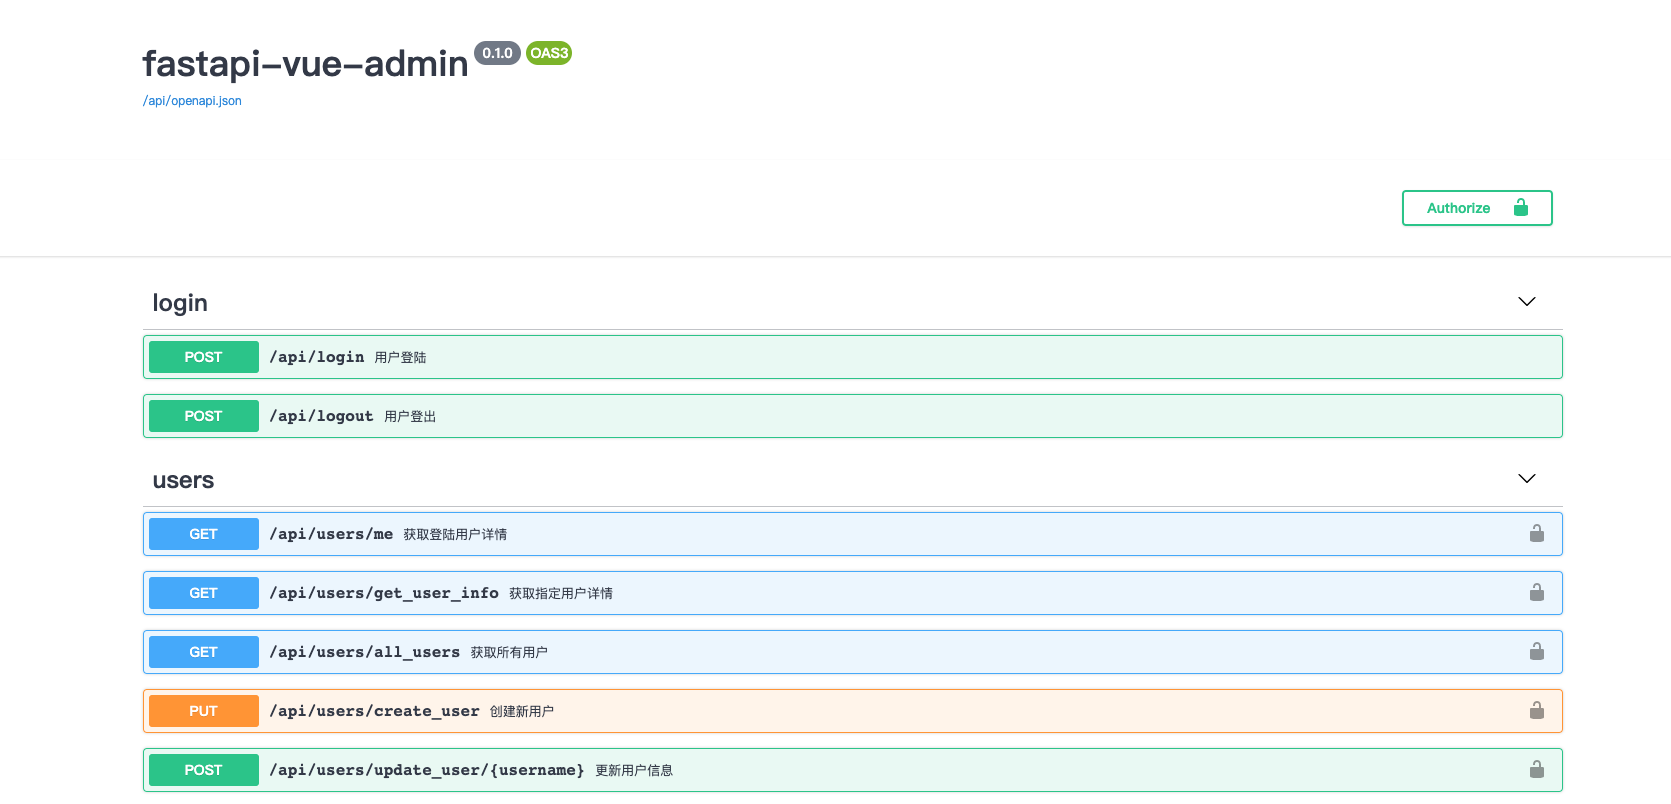 fastapi-vue-admin 0.1.0 OAS3
/api/openapi.json
Authorize
login
POST /api/login 用户登陆
POST /api/logout 用户登出
users
GET /api/users/me 获取登陆用户详情
GET /api/users/get_user_info 获取指定用户详情
GET /api/users/all_users 获取所有用户
PUT /api/users/create_user 创建新用户
POST /api/users/update_user/{username} 更新用户信息